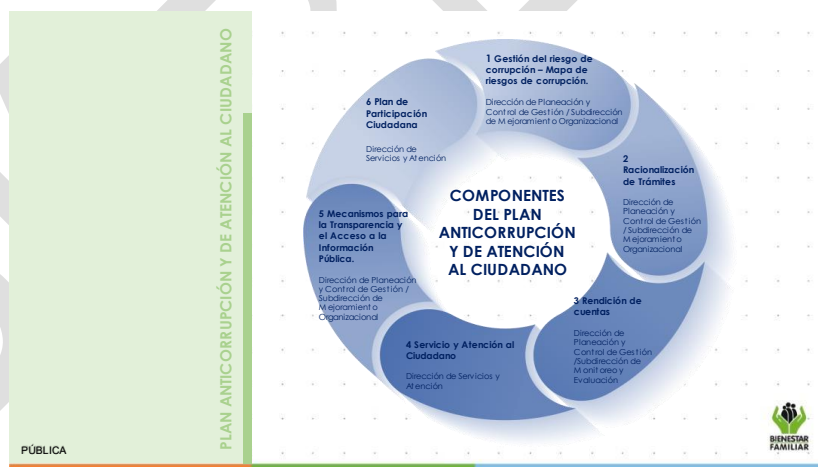 PLAN ANTICORRUPCIÓN Y DE ATENCIÓN AL CIUDADANO
PÚBLICA
COMPONENTES
DEL PLAN
ANTICORRUPCIÓN
Y DE ATENCIÓN
AL CIUDADANO
1 Gestión del riesgo de
corrupción – Mapa de
riesgos de corrupción.
Dirección de Planeación y
Control de Gestión / Subdirección
de Mejoramiento Organizacional
2
Racionalización
de Trámites
Dirección de
Planeación y
Control de Gestión
/Subdirección de
Mejoramiento
Organizacional
3 Rendición de
cuentas
Dirección de
Planeación y
Control de Gestión
/Subdirección de
Monitoreo y
Evaluación
4 Servicio y Atención al
Ciudadano
Dirección de Servicios y
Atención
5 Mecanismos para
la Transparencia y
el Acceso a la
Información
Pública.
Dirección de Planeación
y Control de Gestión /
Subdirección de
Mejoramiento
Organizacional
6 Plan de
Participación
Ciudadana
Dirección de
Servicios y Atención
BIENESTAR
FAMILIAR